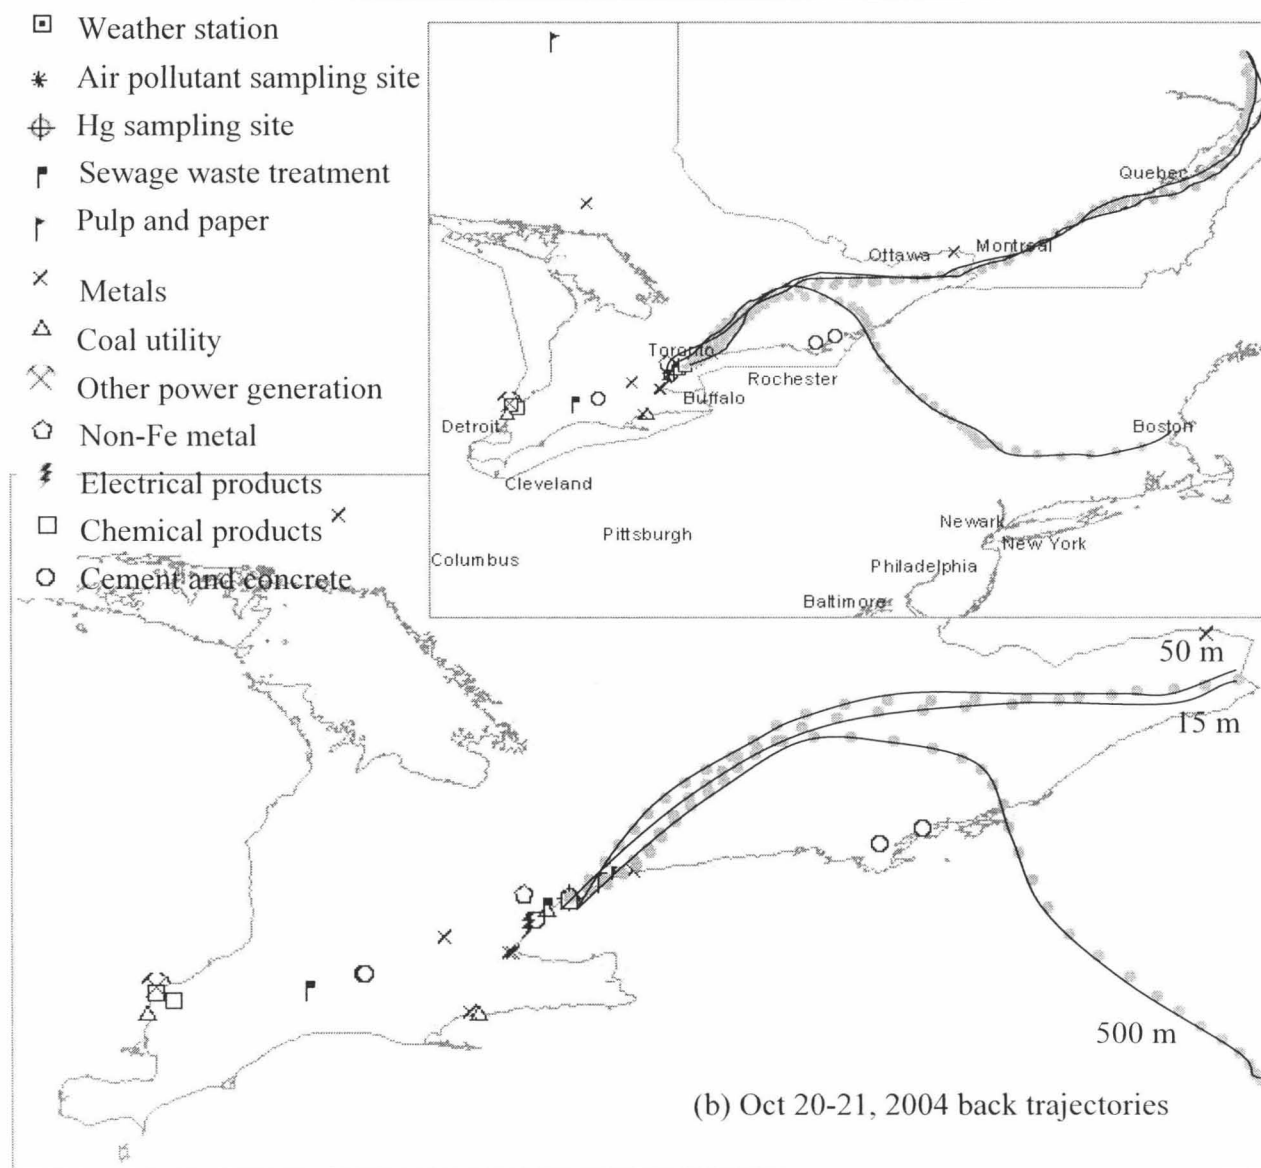 Weather station
Air pollutant sampling site
Hg sampling site
Sewage waste treatment
Pulp and paper
Metals
Coal utility
Other power generation
Non-Fe metal
Electrical products
Chemical products
Cement and concrete
Quebec
Montreal
Ottawa
Toronto
Rochester
Buffalo
Detroit
Boston
Cleveland
Newark
New York
Pittsburgh
Columbus
Philadelphia
Baltimore
50 m
15 m
500 m
(b) Oct 20-21, 2004 back trajectories